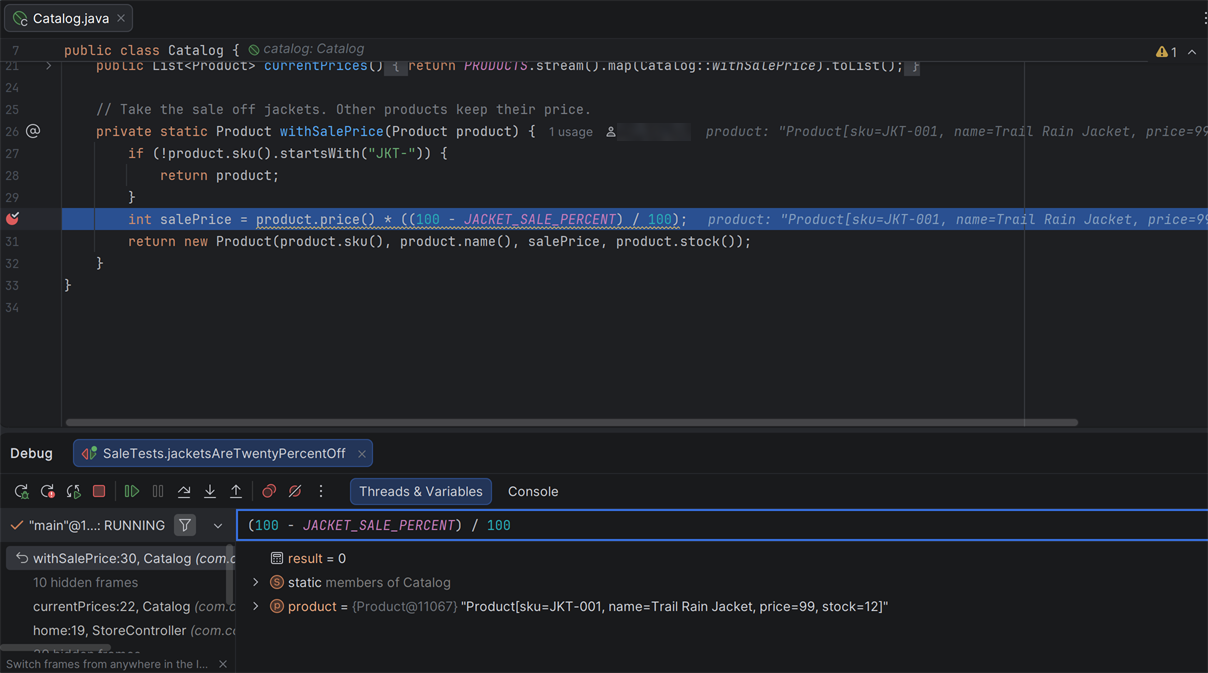 Catalog.java
7 public class Catalog { catalog: Catalog
1
21 public List<Product> currentPrices() { return PRODUCTS.stream().map(Catalog::withSalePrice).toList(); }
24
25 // Take the sale off jackets. Other products keep their price.
26 private static Product withSalePrice(Product product) { 1 usage product: "Product[sku=JKT-001, name=Trail Rain Jacket, price=99
27 if (!product.sku().startsWith("JKT-")) {
28 return product;
29 }
int salePrice = product.price() * ((100 - JACKET_SALE_PERCENT) / 100); product: "Product[sku=JKT-001, name=Trail Rain Jacket, price=99
31 return new Product(product.sku(), product.name(), salePrice, product.stock());
32 }
33 }
34
Debug SaleTests.jacketsAreTwentyPercentOff
Threads & Variables Console
"main"@1...: RUNNING
(100 - JACKET_SALE_PERCENT) / 100
withSalePrice:30, Catalog (com.c
result = 0
10 hidden frames
static members of Catalog
currentPrices:22, Catalog (com.c
product = {Product@11067} "Product[sku=JKT-001, name=Trail Rain Jacket, price=99, stock=12]"
home:19, StoreController (com.co
hidden frames
Switch frames from anywhere in the I...